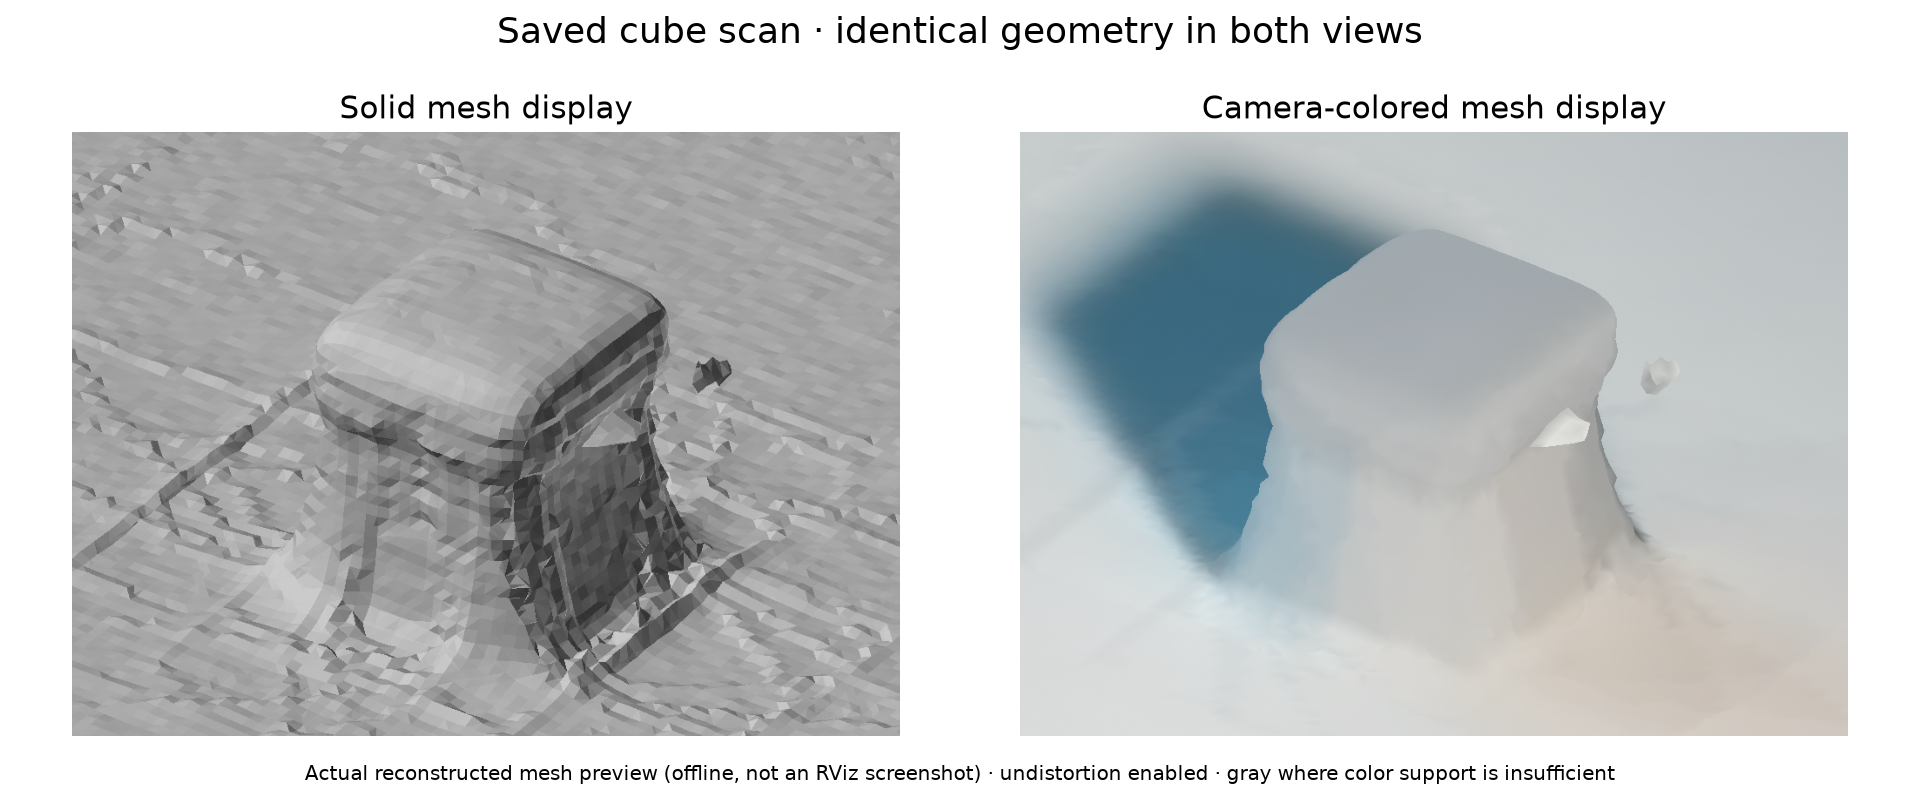 Saved cube scan · identical geometry in both views
Solid mesh display
Camera-colored mesh display
Actual reconstructed mesh preview (offline, not an RViz screenshot) · undistortion enabled · gray where color support is insufficient